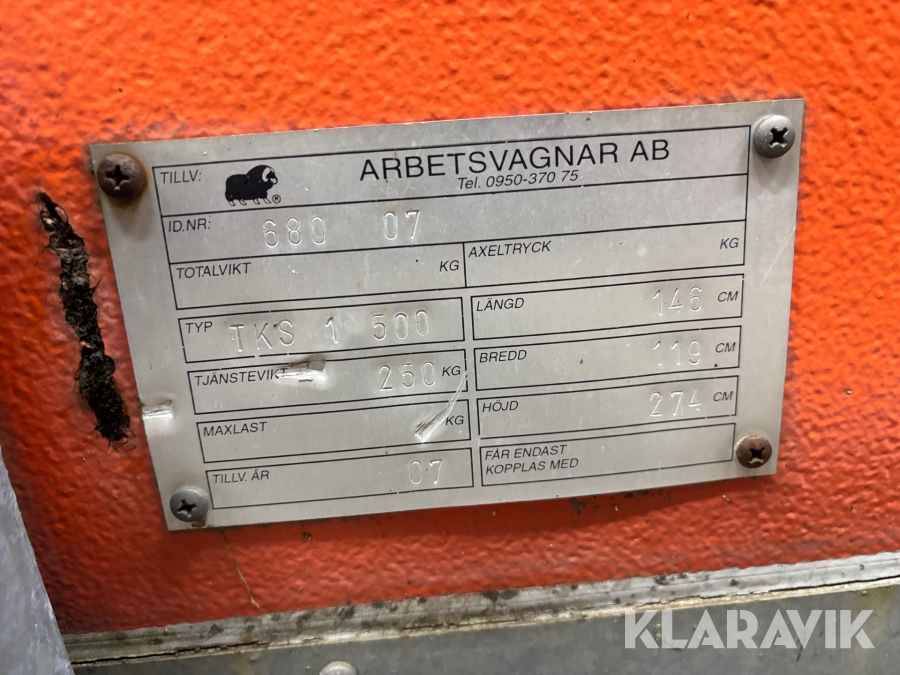 TILLV: ® ARBETSVAGNAR AB
Tel. 0950-370 75
ID.NR: 680 07
TOTALVIKT KG AXELTRYCK KG
TYP TKS 1 500 LÄNGD 146 CM
TJÄNSTEVIKT 250 KG BREDD 119 CM
MAXLAST KG HÖJD 274 CM
TILLV. ÅR 07 FÅR ENDAST
KOPPLAS MED
KLARAVIK